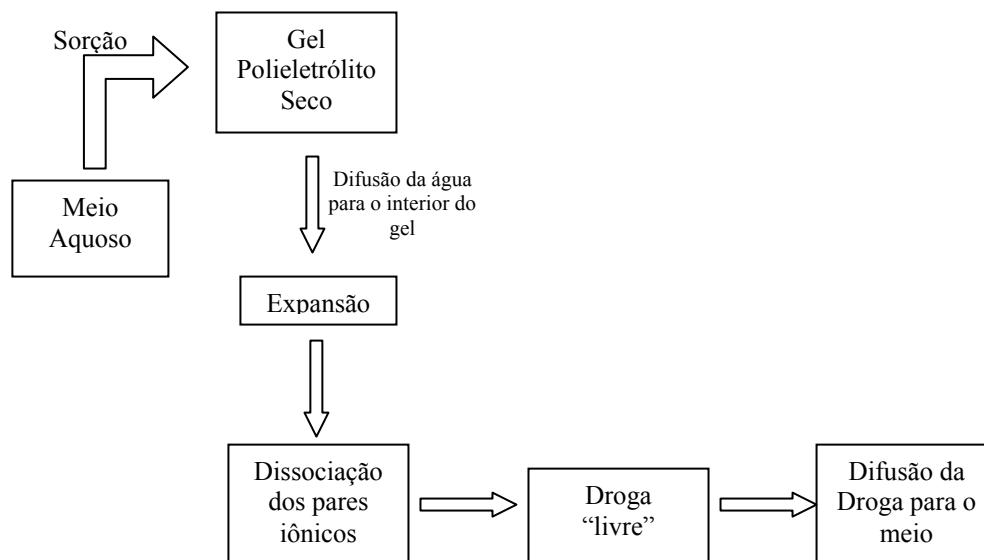 Sorção
Gel
Polieletrólito
Seco
Meio
Aquoso
Difusão da água
para o interior do
gel
Expansão
Dissociação
dos pares
iônicos
Droga
“livre”
Difusão da
Droga para o
meio